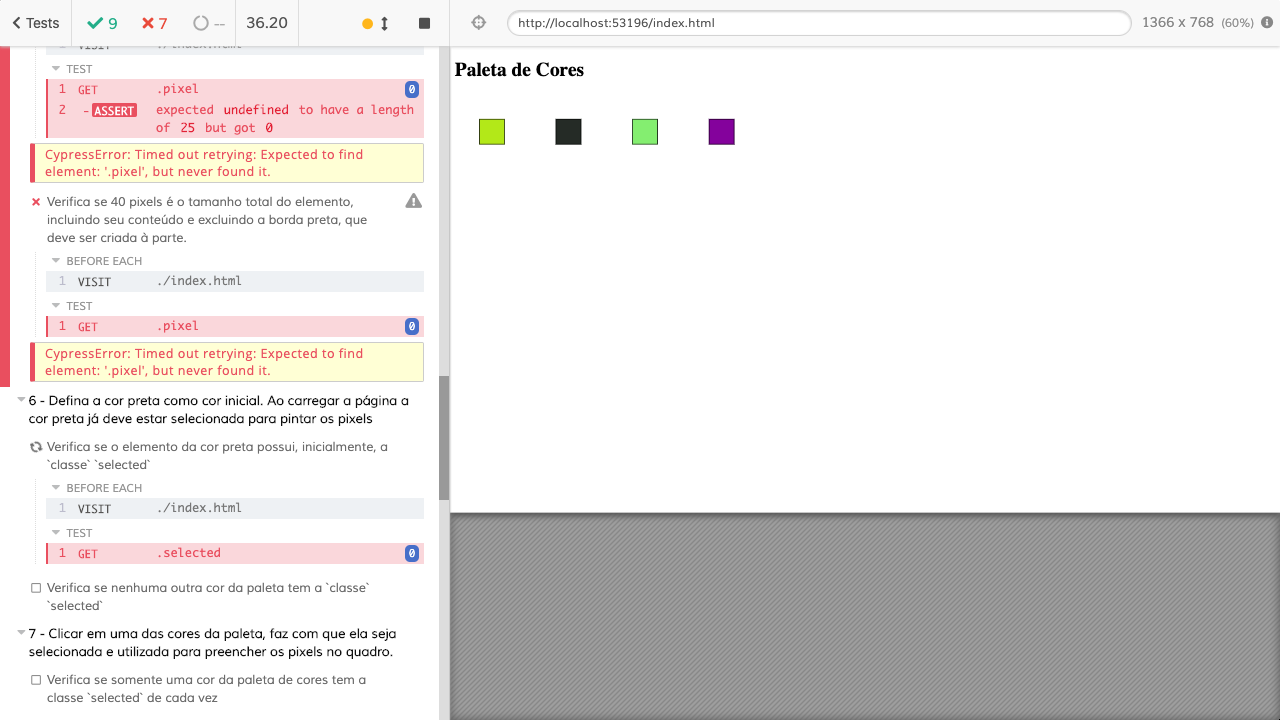 Tests
9
7
--
36.20
http://localhost:53196/index.html
1366 x 768 (60%)
TEST
1 GET .pixel 0
2 -ASSERT expected undefined to have a length
of 25 but got 0
CypressError: Timed out retrying: Expected to find
element: '.pixel', but never found it.
Verifica se 40 pixels é o tamanho total do elemento,
incluindo seu conteúdo e excluindo a borda preta, que
deve ser criada à parte.
BEFORE EACH
1 VISIT ./index.html
TEST
1 GET .pixel 0
CypressError: Timed out retrying: Expected to find
element: '.pixel', but never found it.
6 - Defina a cor preta como cor inicial. Ao carregar a página a
cor preta já deve estar selecionada para pintar os pixels
Verifica se o elemento da cor preta possui, inicialmente, a
`classe` `selected`
BEFORE EACH
1 VISIT ./index.html
TEST
1 GET .selected 0
Verifica se nenhuma outra cor da paleta tem a `classe`
`selected`
7 - Clicar em uma das cores da paleta, faz com que ela seja
selecionada e utilizada para preencher os pixels no quadro.
Verifica se somente uma cor da paleta de cores tem a
classe `selected` de cada vez
Paleta de Cores